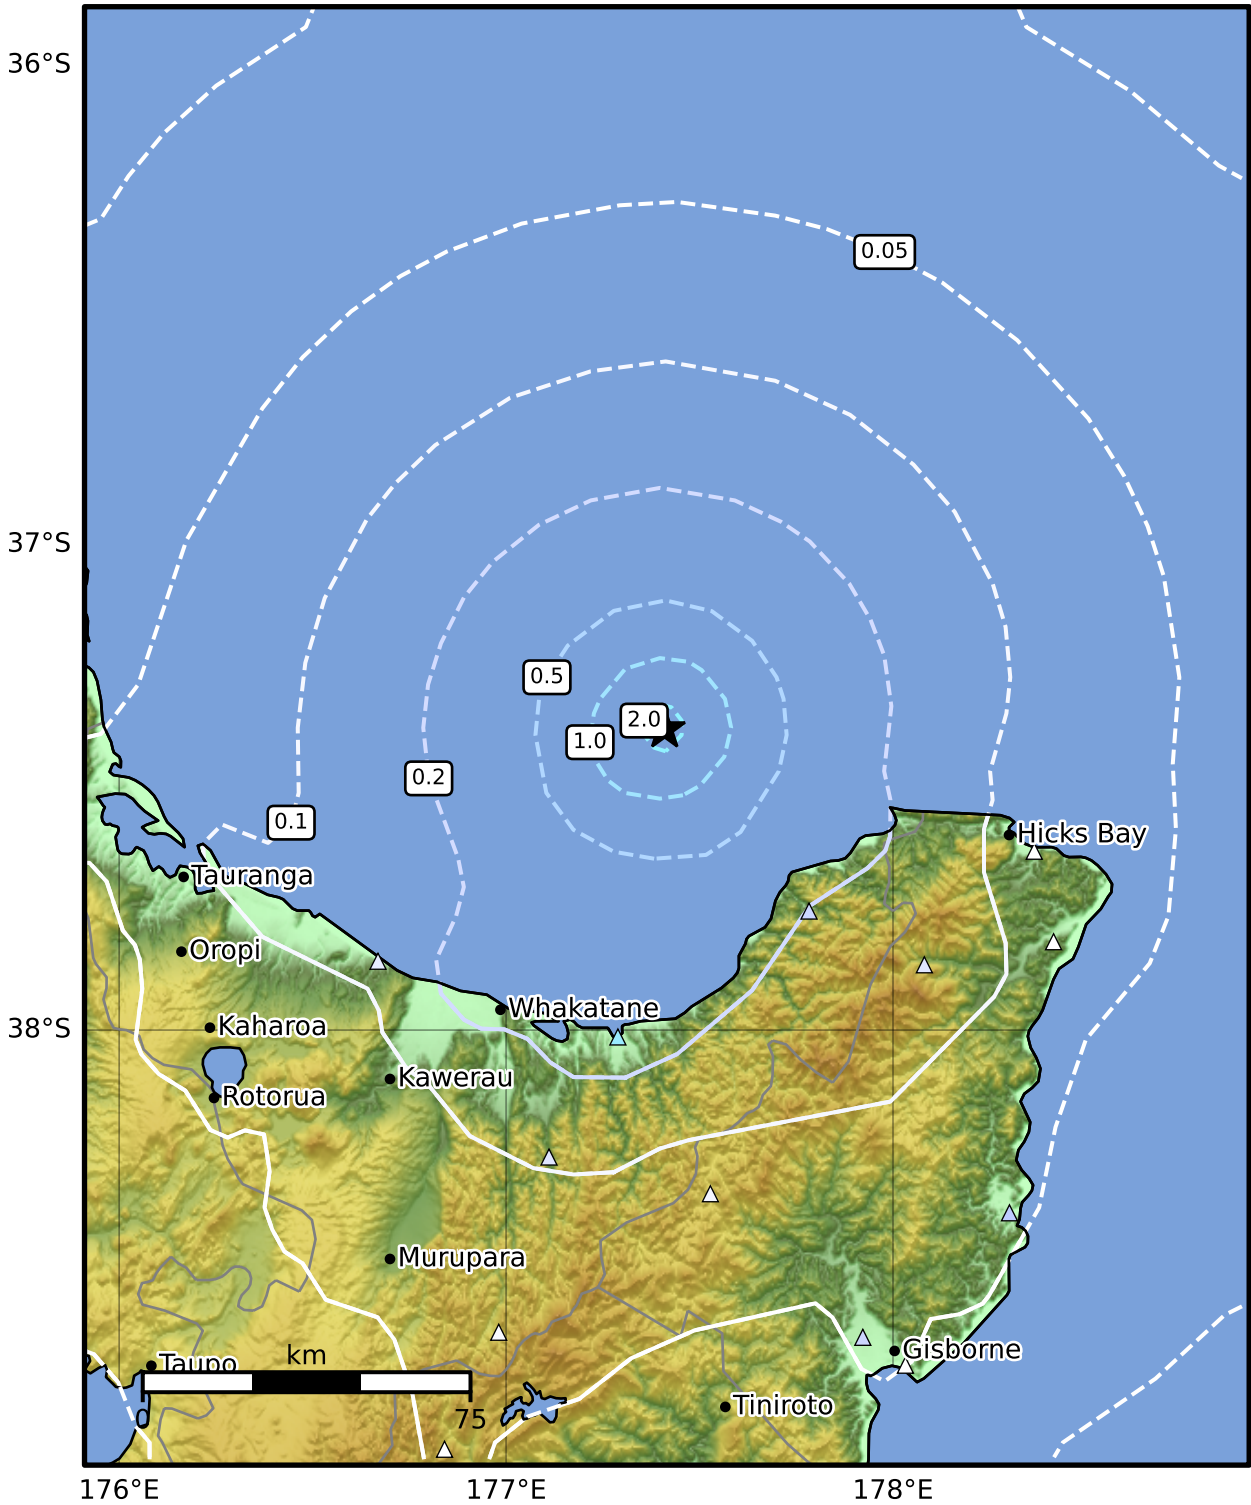 36°S
0.05
37°S
0.5
2.0
1.0
0.2
0.1
Hicks Bay
Tauranga
Oropi
Whakatane
Kaharoa
38°S
Kawerau
Rotorua
Murupara
Gisborne
km
Taupo
Tiniroto
0
75
176°E
177°E
178°E